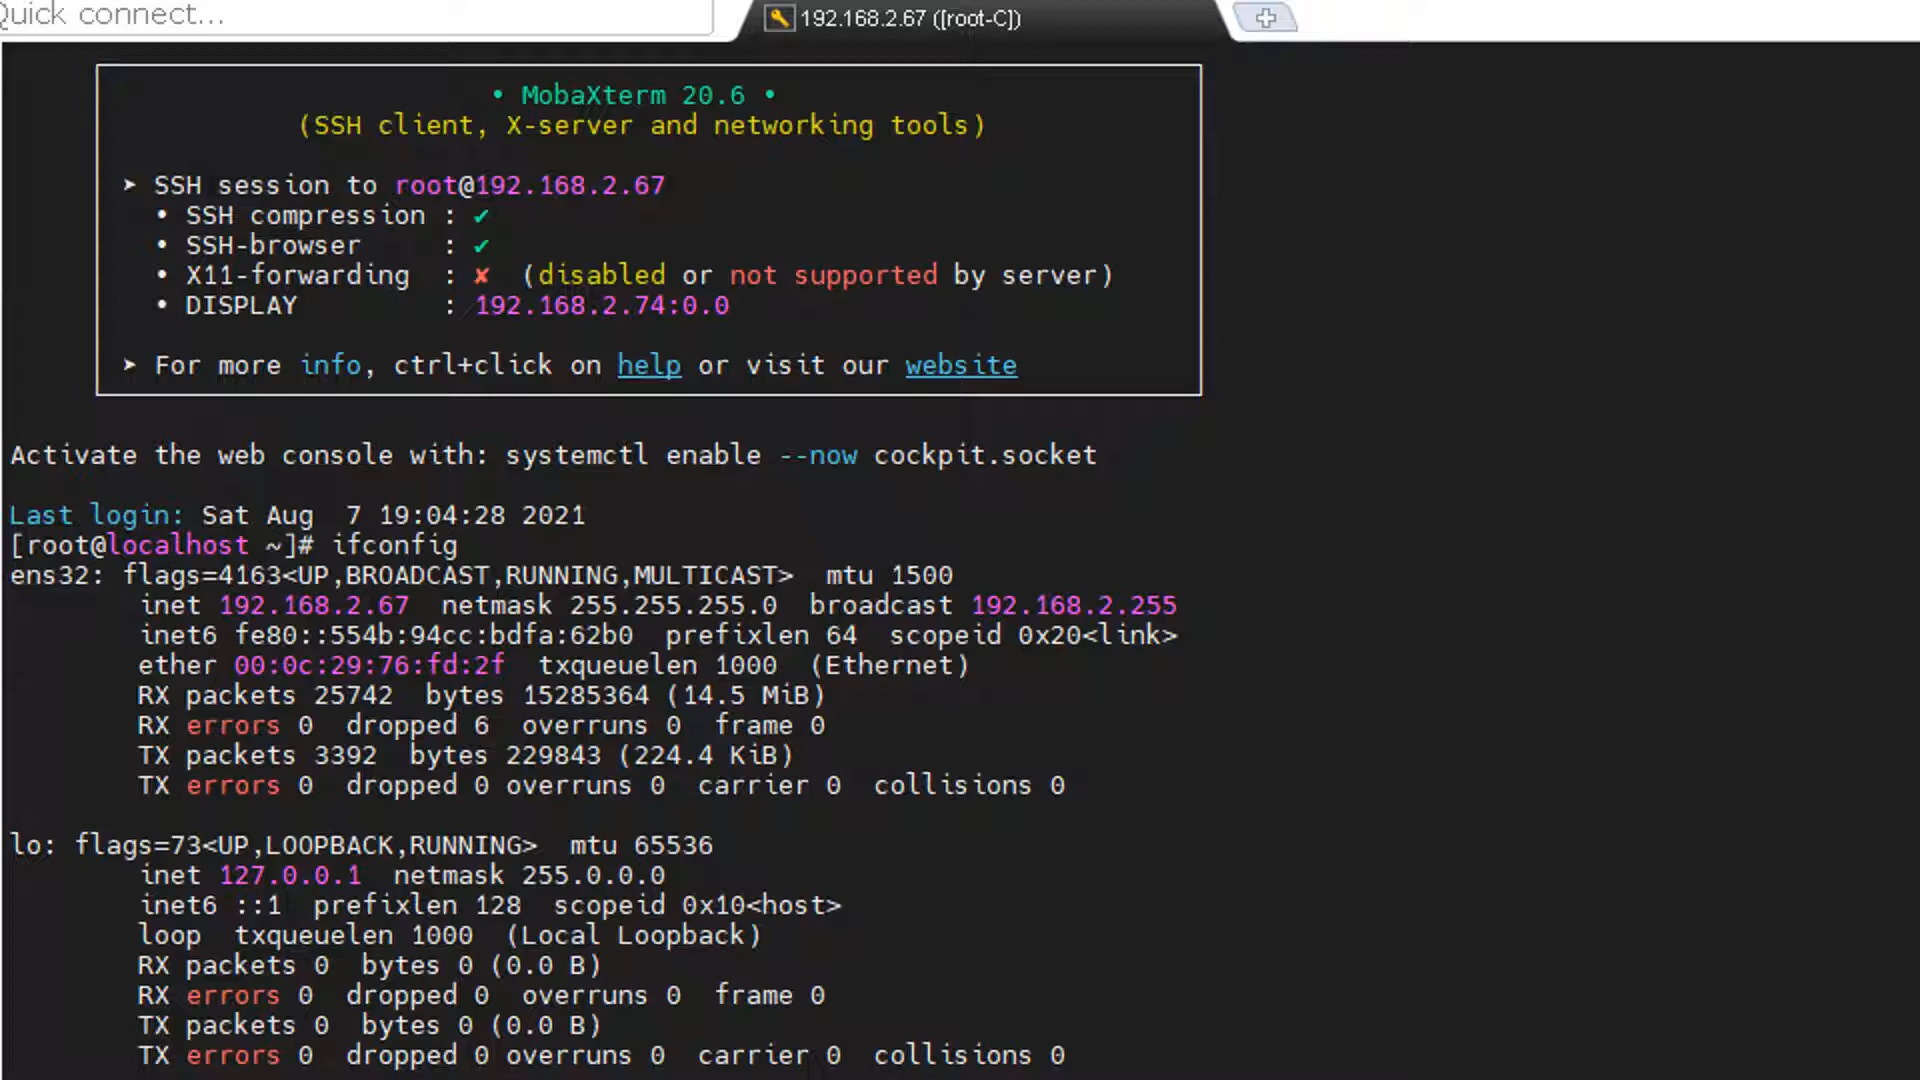 Quick connect...
192.168.2.67 ([root-C])
• MobaXterm 20.6 •
(SSH client, X-server and networking tools)
➤ SSH session to root@192.168.2.67
• SSH compression : ✔
• SSH-browser     : ✔
• X11-forwarding  : ✘  (disabled or not supported by server)
• DISPLAY         : 192.168.2.74:0.0
➤ For more info, ctrl+click on help or visit our website
Activate the web console with: systemctl enable --now cockpit.socket
Last login: Sat Aug  7 19:04:28 2021
[root@localhost ~]# ifconfig
ens32: flags=4163<UP,BROADCAST,RUNNING,MULTICAST>  mtu 1500
inet 192.168.2.67  netmask 255.255.255.0  broadcast 192.168.2.255
inet6 fe80::554b:94cc:bdfa:62b0  prefixlen 64  scopeid 0x20<link>
ether 00:0c:29:76:fd:2f  txqueuelen 1000  (Ethernet)
RX packets 25742  bytes 15285364 (14.5 MiB)
RX errors 0  dropped 6  overruns 0  frame 0
TX packets 3392  bytes 229843 (224.4 KiB)
TX errors 0  dropped 0 overruns 0  carrier 0  collisions 0
lo: flags=73<UP,LOOPBACK,RUNNING>  mtu 65536
inet 127.0.0.1  netmask 255.0.0.0
inet6 ::1  prefixlen 128  scopeid 0x10<host>
loop  txqueuelen 1000  (Local Loopback)
RX packets 0  bytes 0 (0.0 B)
RX errors 0  dropped 0  overruns 0  frame 0
TX packets 0  bytes 0 (0.0 B)
TX errors 0  dropped 0 overruns 0  carrier 0  collisions 0